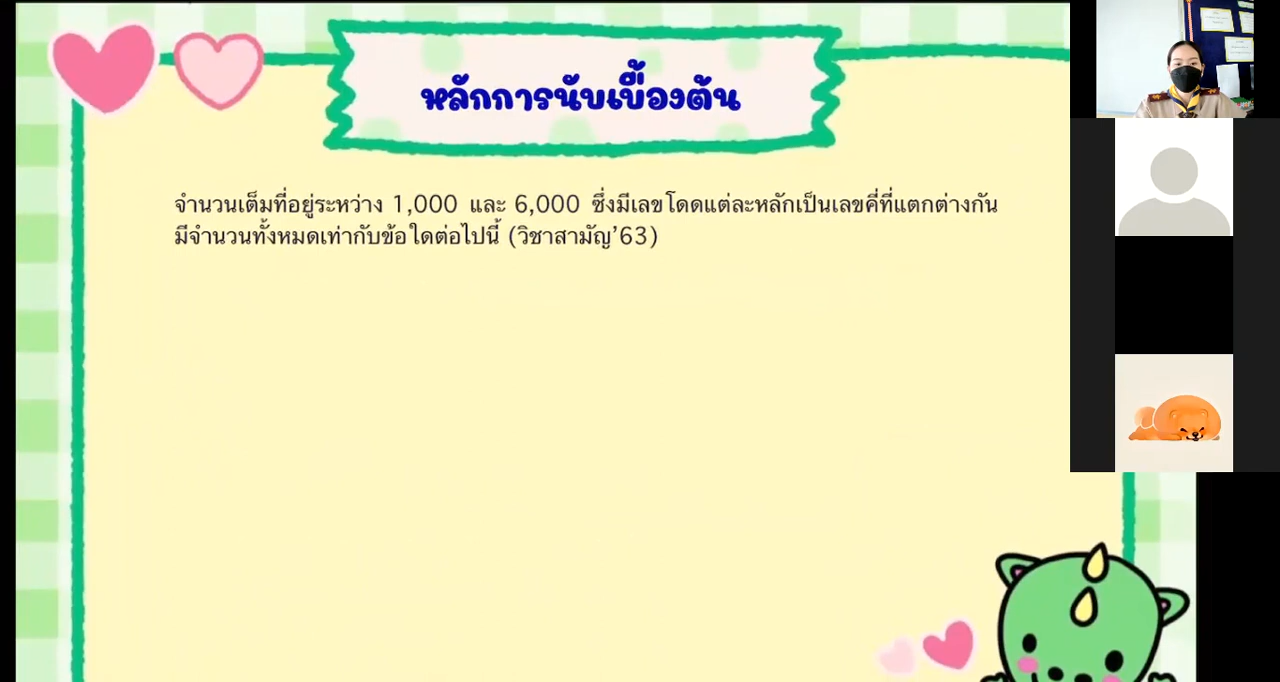 หลักการนับเบื้องต้น
จำนวนเต็มที่อยู่ระหว่าง 1,000 และ 6,000 ซึ่งมีเลขโดดแต่ละหลักเป็นเลขคี่ที่แตกต่างกัน
มีจำนวนทั้งหมดเท่ากับข้อใดต่อไปนี้ (วิชาสามัญ’63)